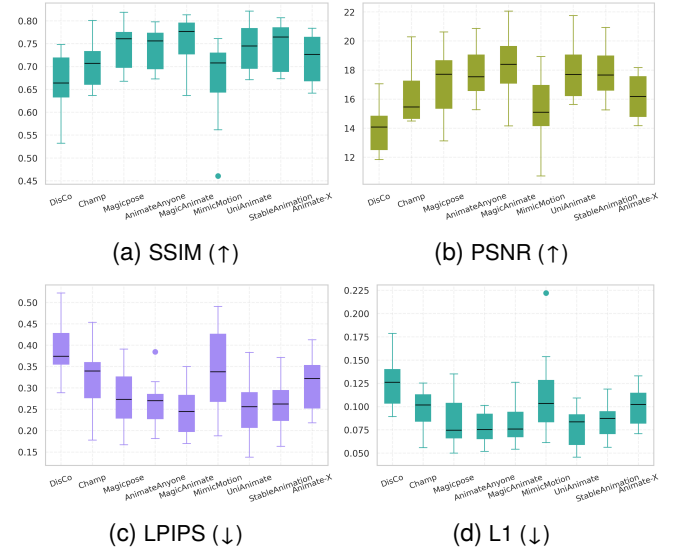 0.80
0.75
0.70
0.65
0.60
0.55
0.50
0.45
DisCo
Champ
Magicpose
AnimateAnyone
MagicAnimate
MimicMotion
UniAnimate
StableAnimation
Animate-X
(a) SSIM (↑)
22
20
18
16
14
12
DisCo
Champ
Magicpose
AnimateAnyone
MagicAnimate
MimicMotion
UniAnimate
StableAnimation
Animate-X
(b) PSNR (↑)
0.50
0.45
0.40
0.35
0.30
0.25
0.20
0.15
DisCo
Champ
Magicpose
AnimateAnyone
MagicAnimate
MimicMotion
UniAnimate
StableAnimation
Animate-X
(c) LPIPS (↓)
0.225
0.200
0.175
0.150
0.125
0.100
0.075
0.050
DisCo
Champ
Magicpose
AnimateAnyone
MagicAnimate
MimicMotion
UniAnimate
StableAnimation
Animate-X
(d) L1 (↓)